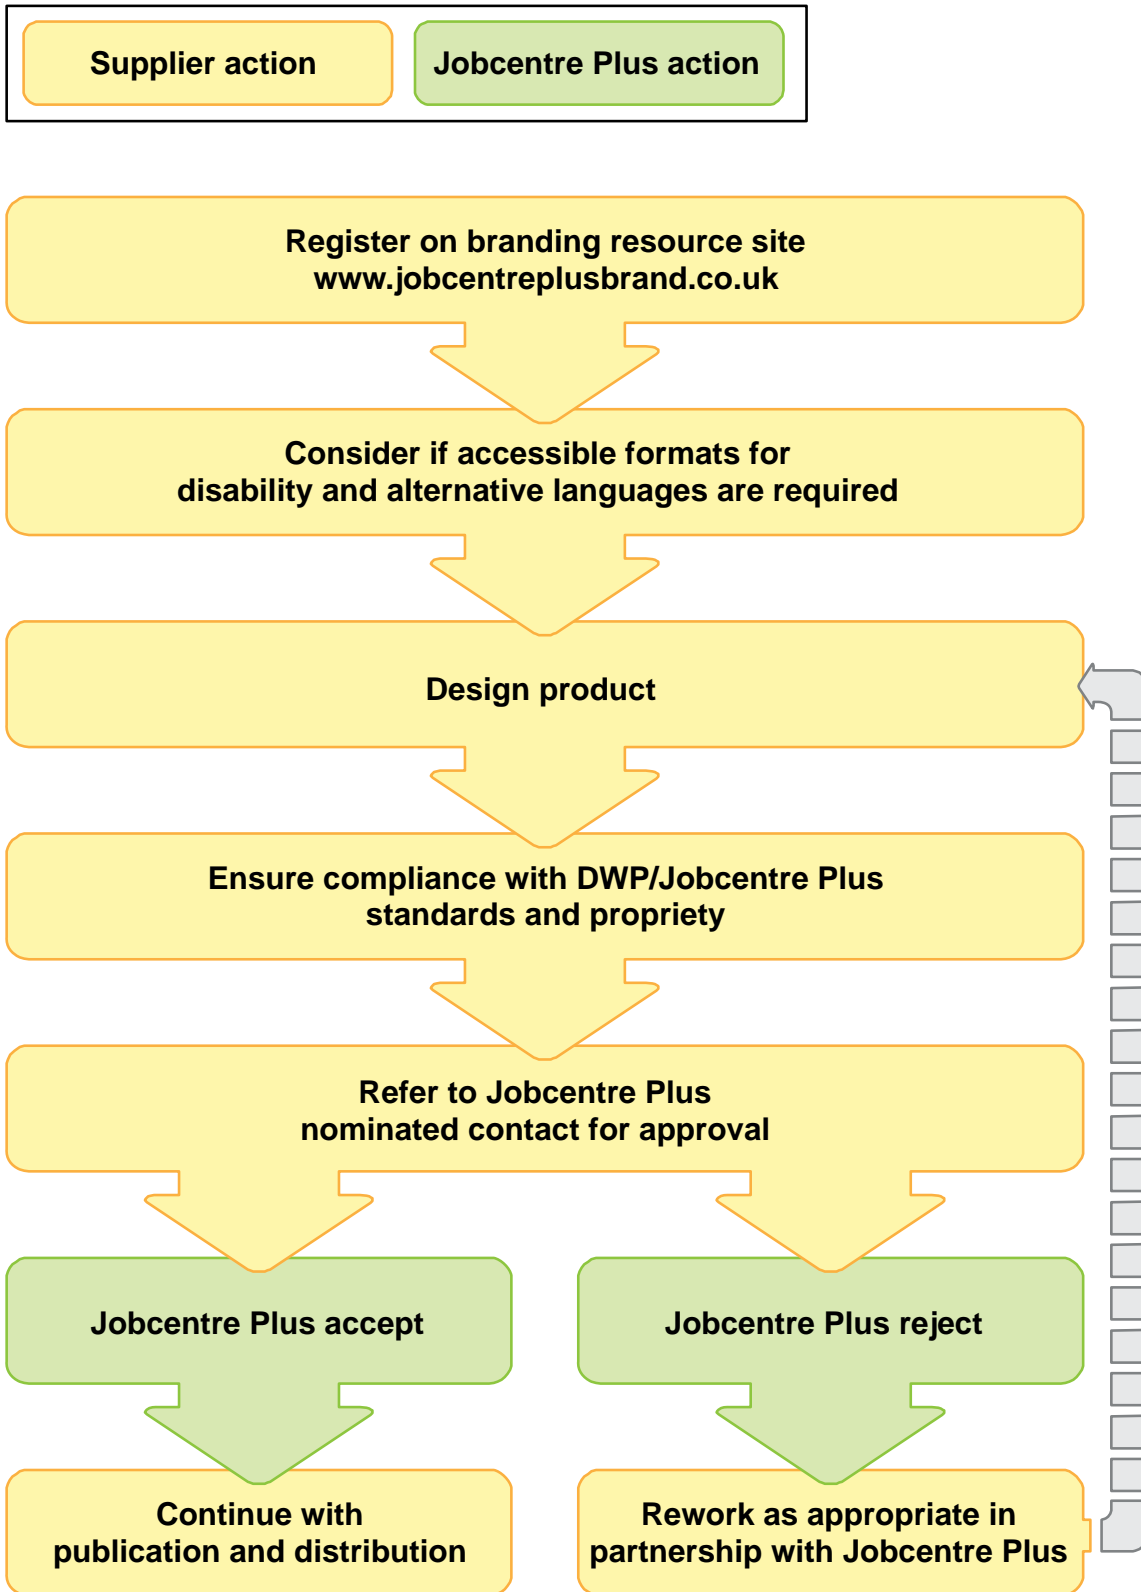 Supplier action
Jobcentre Plus action
Register on branding resource site
www.jobcentreplusbrand.co.uk
Consider if accessible formats for
disability and alternative languages are required
Design product
Ensure compliance with DWP/Jobcentre Plus
standards and propriety
Refer to Jobcentre Plus
nominated contact for approval
Jobcentre Plus accept
Jobcentre Plus reject
Continue with
publication and distribution
Rework as appropriate in
partnership with Jobcentre Plus